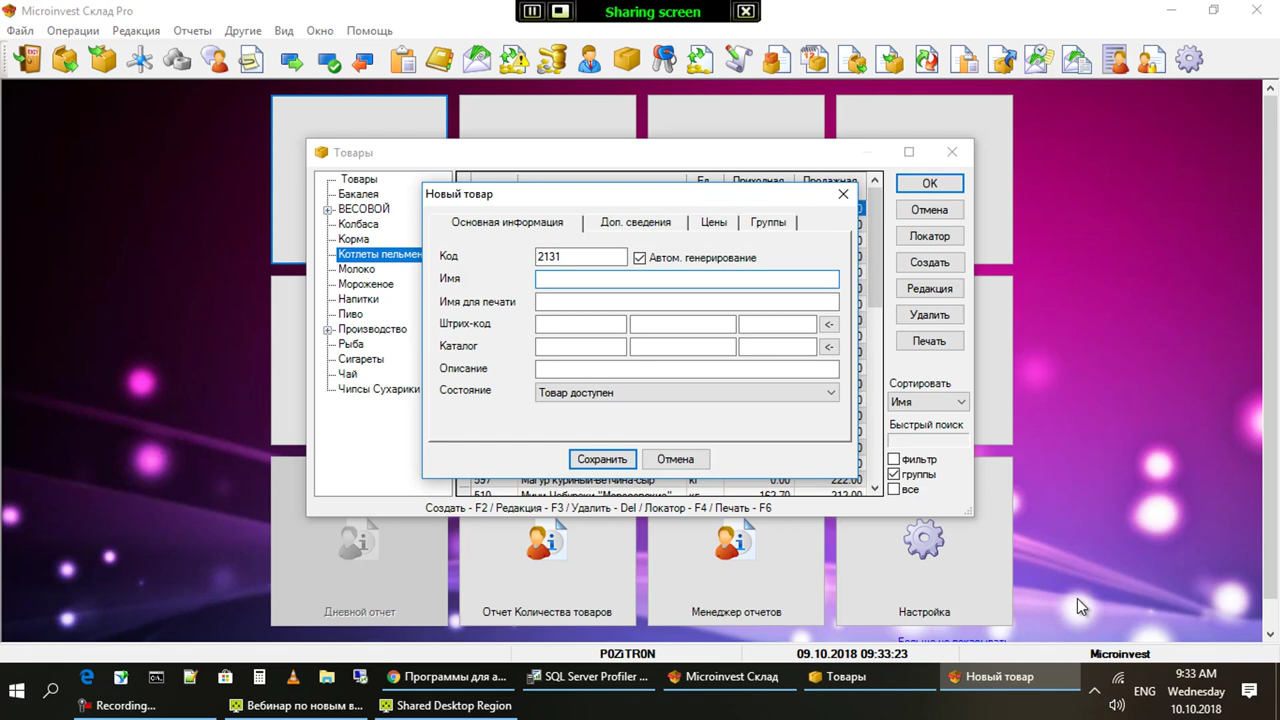 Microinvest Склад Pro
Sharing screen
Файл Операции Редакция Отчеты Другие Вид Окно Помощь
Товары
Товары
Бакалея
ВЕСОВОЙ
Колбаса
Корма
Котлеты пельмен
Молоко
Мороженое
Напитки
Пиво
Производство
Рыба
Сигареты
Чай
Чипсы Сухарики
Новый товар
Основная информация Доп. сведения Цены Группы
Код 2131 Автом. генерирование
Имя
Имя для печати
Штрих-код <-
Каталог <-
Описание
Состояние Товар доступен
Сохранить Отмена
222.00
Создать - F2 / Редакция - F3 / Удалить - Del / Локатор - F4 / Печать - F6
OK
Отмена
Локатор
Создать
Редакция
Удалить
Печать
Сортировать
Имя
Быстрый поиск
фильтр
группы
все
Дневной отчет Отчет Количества товаров Менеджер отчетов Настройка
P0ZiTR0N 09.10.2018 09:33:23 Microinvest
Программы для а... SQL Server Profiler ... Microinvest Склад Товары Новый товар
Recording... Вебинар по новым в... Shared Desktop Region
ENG
9:33 AM
Wednesday
10.10.2018